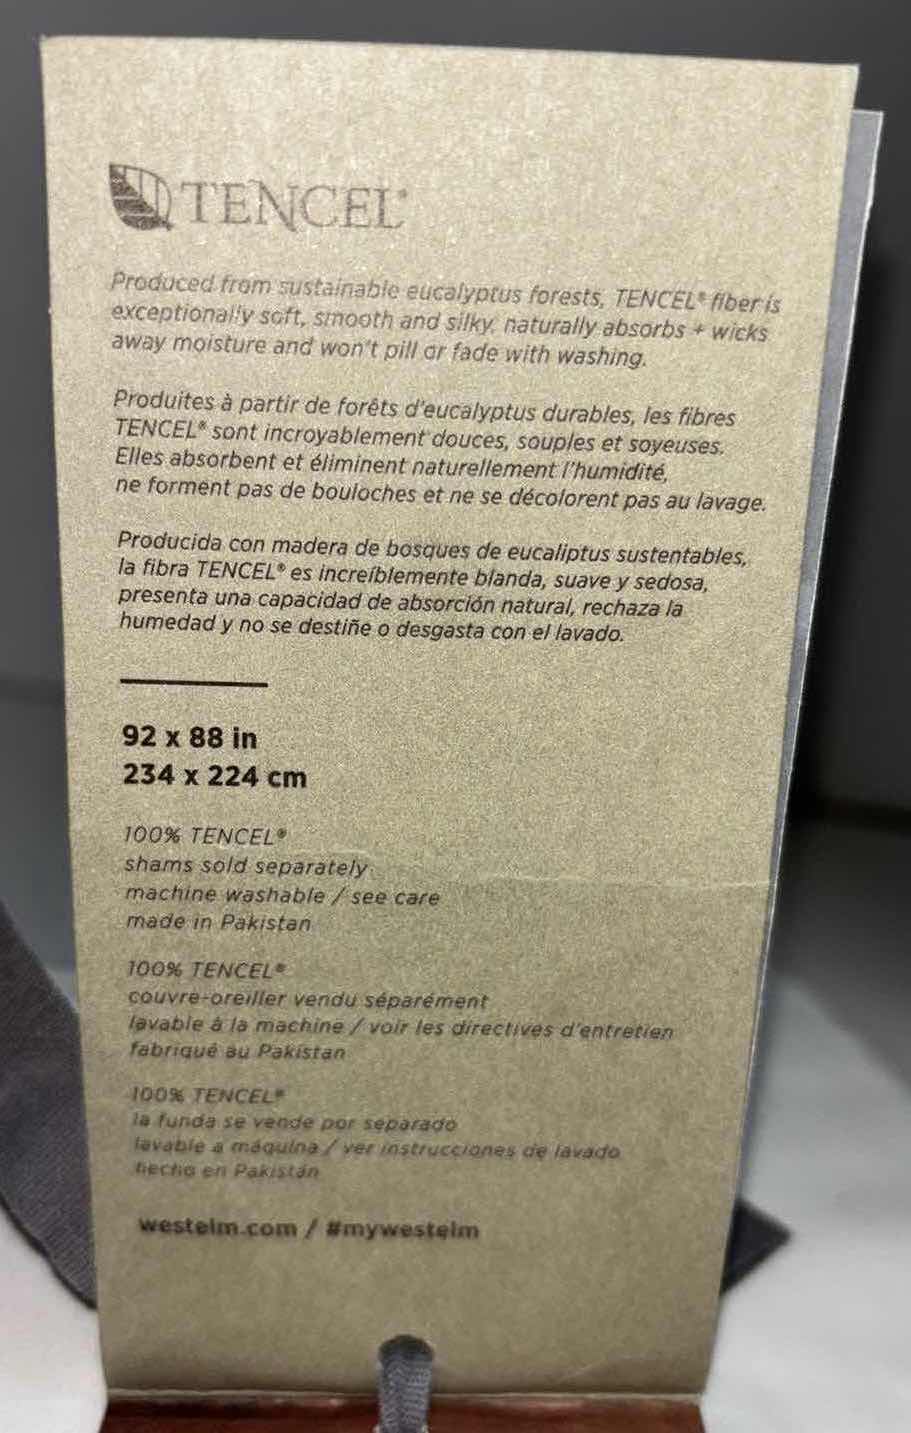 TENCEL®
Produced from sustainable eucalyptus forests, TENCEL® fiber is
exceptionally soft, smooth and silky, naturally absorbs + wicks
away moisture and won't pill or fade with washing.
Produites à partir de forêts d'eucalyptus durables, les fibres
TENCEL® sont incroyablement douces, souples et soyeuses.
Elles absorbent et éliminent naturellement l'humidité,
ne forment pas de bouloches et ne se décolorent pas au lavage.
Producida con madera de bosques de eucaliptus sustentables,
la fibra TENCEL® es increíblemente blanda, suave y sedosa,
presenta una capacidad de absorción natural, rechaza la
humedad y no se destiñe o desgasta con el lavado.
92 x 88 in
234 x 224 cm
100% TENCEL®
shams sold separately
machine washable / see care
made in Pakistan
100% TENCEL®
couvre-oreiller vendu séparément
lavable à la machine / voir les directives d'entretien
fabriqué au Pakistan
100% TENCEL®
la funda se vende por separado
lavable a máquina / ver instrucciones de lavado
hecho en Pakistán
westelm.com / #mywestelm